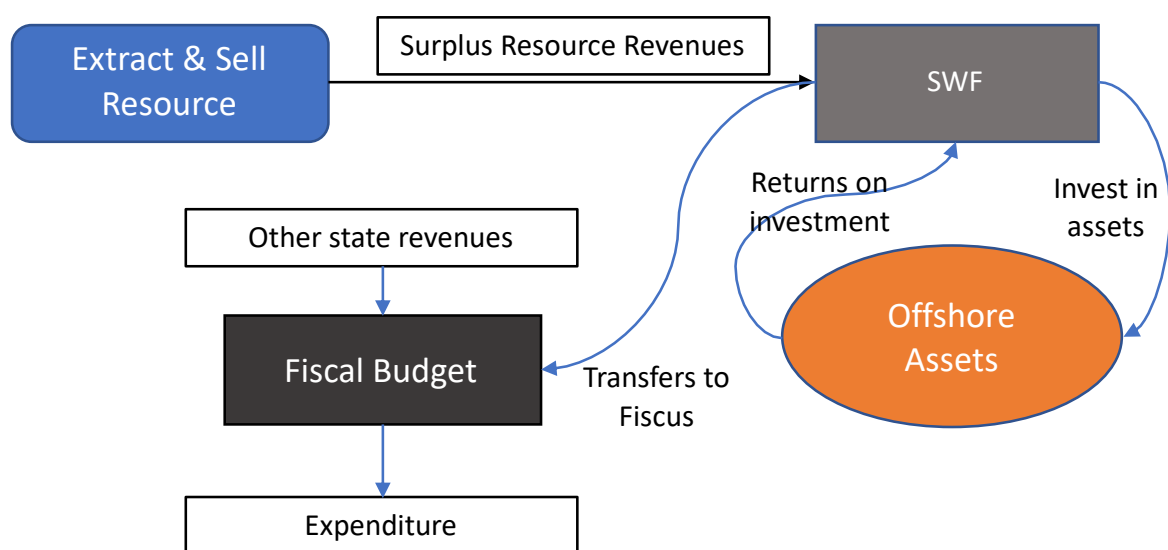 Extract & Sell
Resource
Surplus Resource Revenues
SWF
Returns on
investment
Invest in
assets
Other state revenues
Offshore
Assets
Fiscal Budget
Transfers to
Fiscus
Expenditure